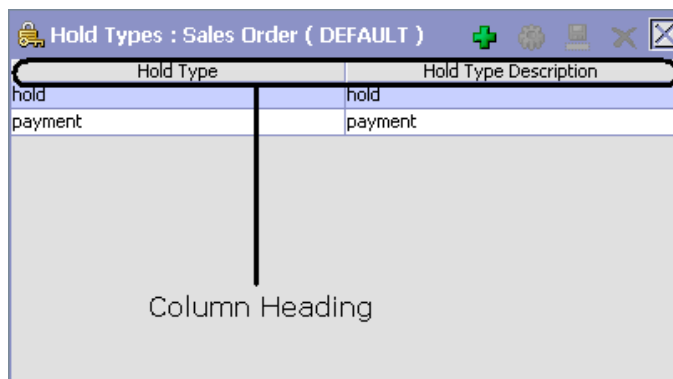 Hold Types : Sales Order ( DEFAULT )
Hold Type Hold Type Description
hold hold
payment payment
Column Heading